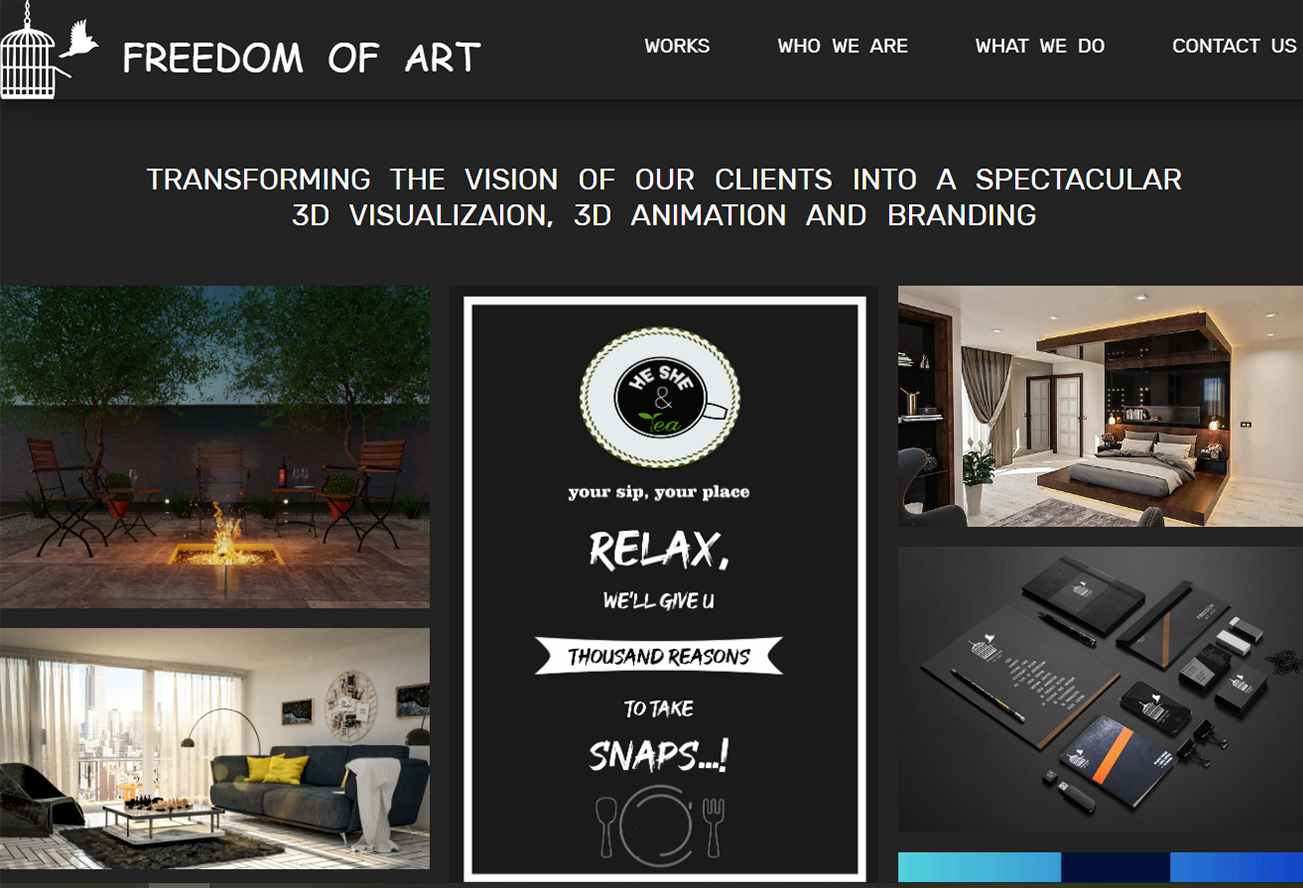 FREEDOM OF ART
WORKS
WHO WE ARE
WHAT WE DO
CONTACT US
TRANSFORMING THE VISION OF OUR CLIENTS INTO A SPECTACULAR
3D VISUALIZAION, 3D ANIMATION AND BRANDING
HE SHE
&
Tea
your sip, your place
RELAX,
WE'LL GIVE U
THOUSAND REASONS
TO TAKE
SNAPS...!